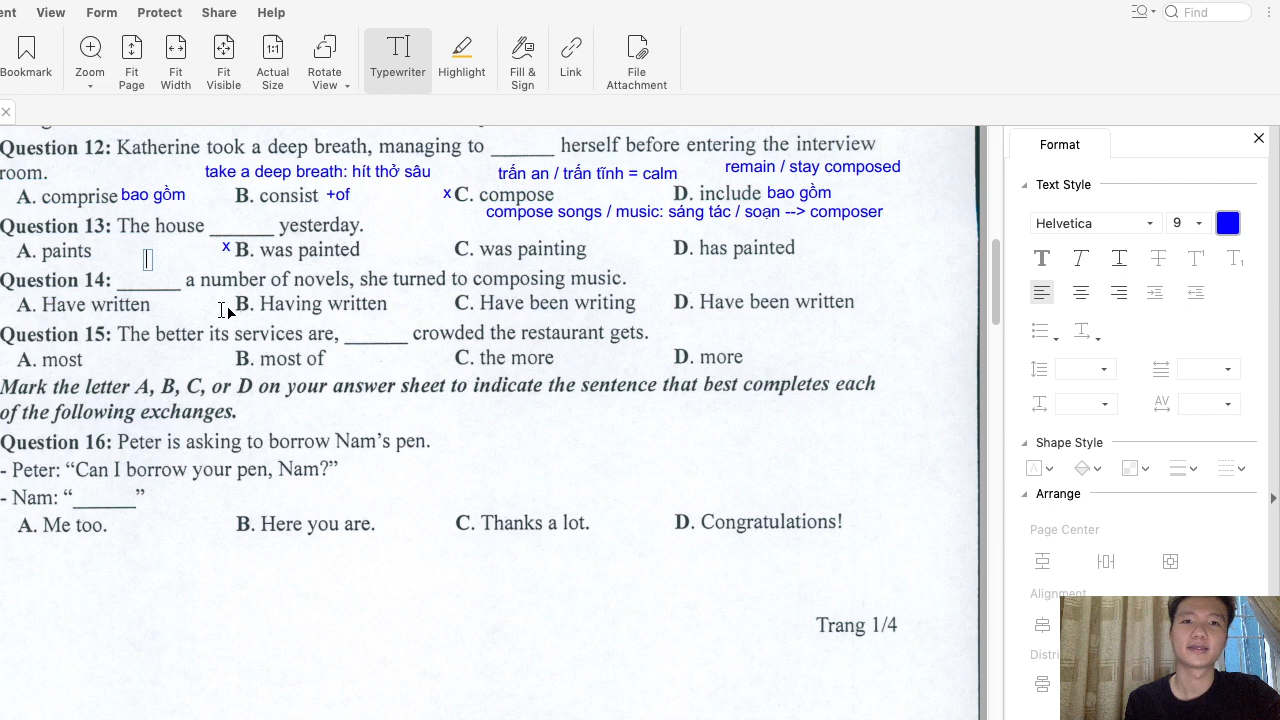 ent View Form Protect Share Help
Find
Bookmark
Zoom
Fit Page
Fit Width
Fit Visible
Actual Size
Rotate View
Typewriter
Highlight
Fill & Sign
Link
File Attachment
Question 12: Katherine took a deep breath, managing to ______ herself before entering the interview
room.
take a deep breath: hít thở sâu
trấn an / trấn tĩnh = calm
remain / stay composed
A. comprise bao gồm B. consist +of x C. compose D. include bao gồm
compose songs / music: sáng tác / soạn --> composer
Question 13: The house ______ yesterday.
A. paints x B. was painted C. was painting D. has painted
Question 14: ______ a number of novels, she turned to composing music.
A. Have written B. Having written C. Have been writing D. Have been written
Question 15: The better its services are, ______ crowded the restaurant gets.
A. most B. most of C. the more D. more
Mark the letter A, B, C, or D on your answer sheet to indicate the sentence that best completes each
of the following exchanges.
Question 16: Peter is asking to borrow Nam's pen.
- Peter: "Can I borrow your pen, Nam?"
- Nam: "______"
A. Me too. B. Here you are. C. Thanks a lot. D. Congratulations!
Trang 1/4
Format
Text Style
Helvetica 9
Shape Style
Arrange
Page Center
Alignment